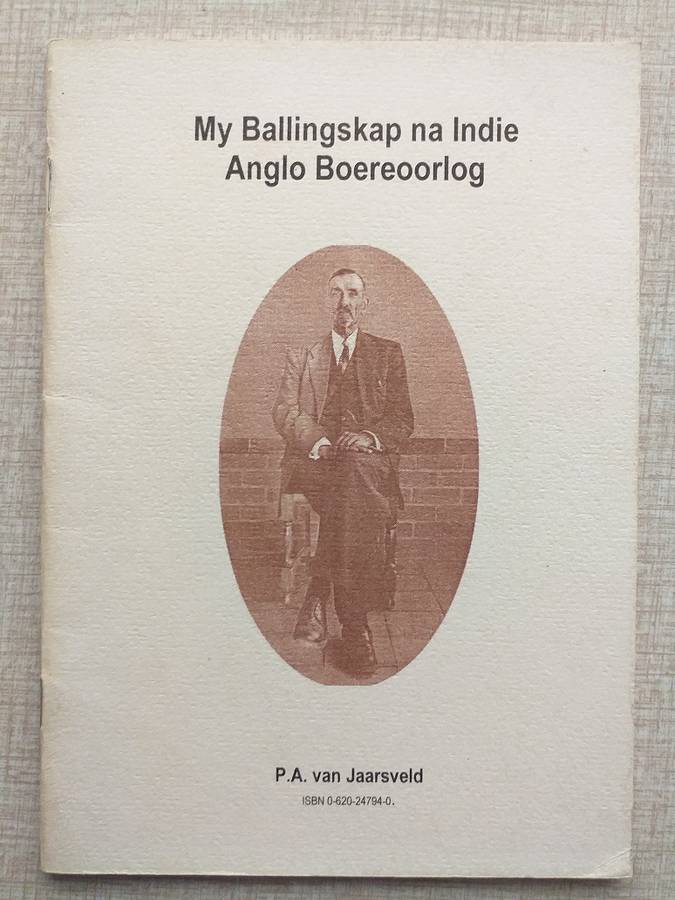 My Ballingskap na Indie
Anglo Boereoorlog
P.A. van Jaarsveld
ISBN 0-620-24794-0.